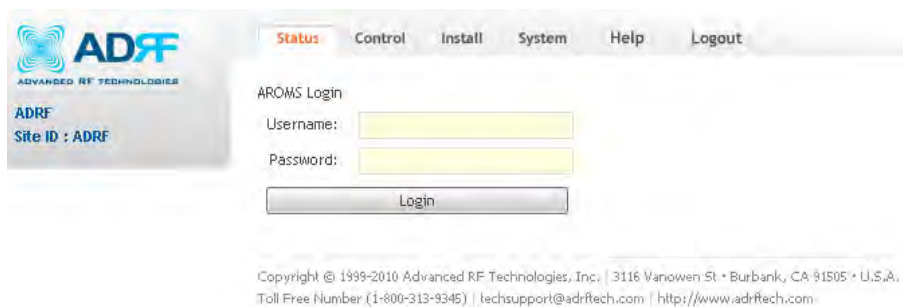 ADRF
ADVANCED RF TECHNOLOGIES
ADRF
Site ID : ADRF
Status Control Install System Help Logout
AROMS Login
Username:
Password:
Login
Copyright © 1999-2010 Advanced RF Technologies, Inc. | 3116 Vanowen St • Burbank, CA 91505 • U.S.A.
Toll Free Number (1-800-313-9345) | techsupport@adrftech.com | http://www.adrftech.com